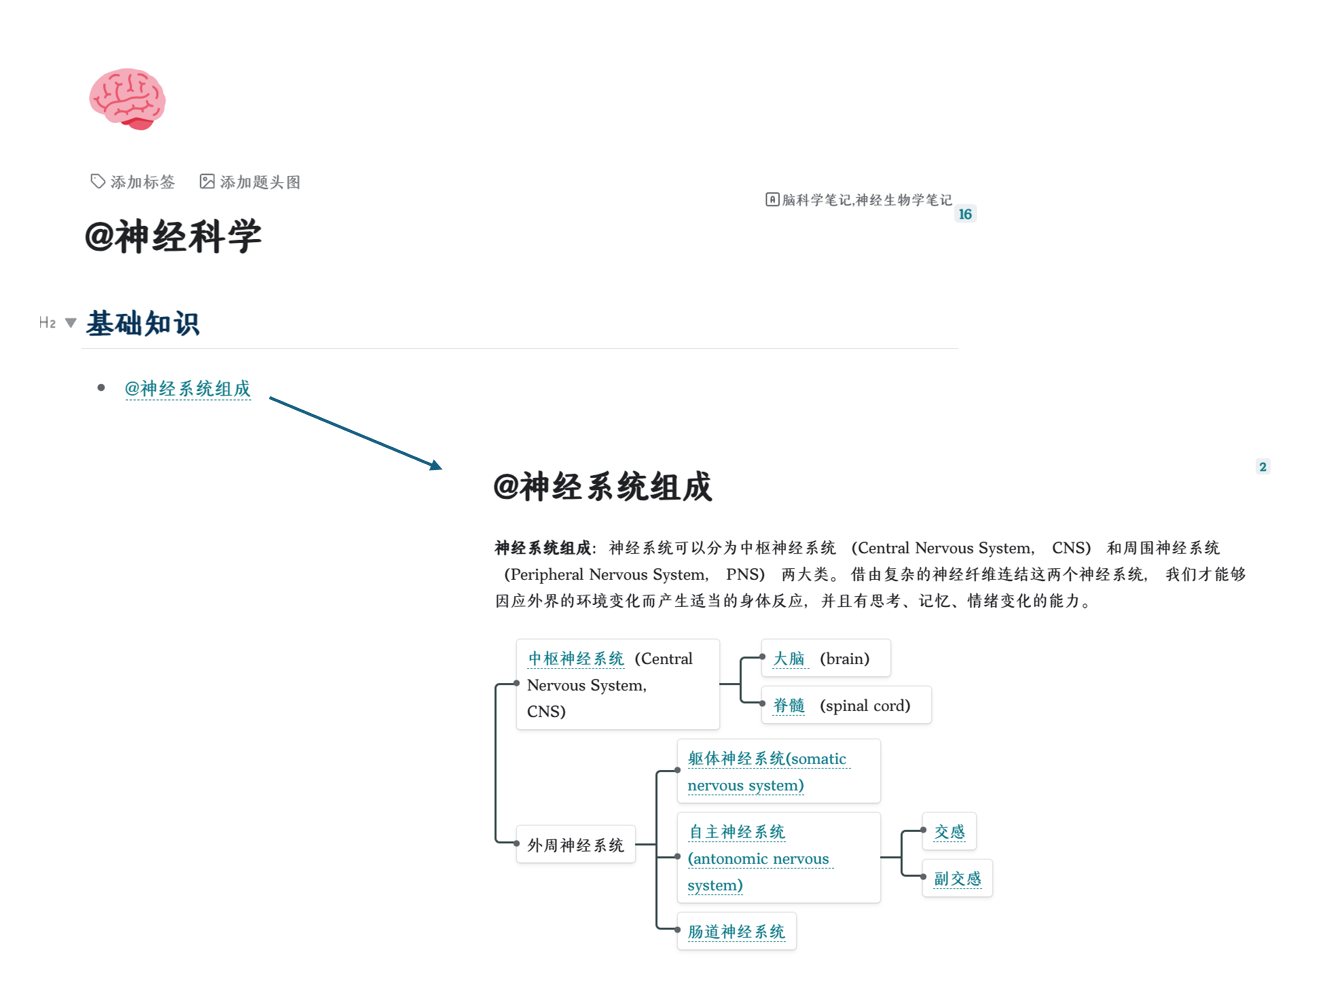 添加标签 添加题头图
脑科学笔记,神经生物学笔记
16
@神经科学
H2 基础知识
@神经系统组成
@神经系统组成
2
神经系统组成: 神经系统可以分为中枢神经系统 (Central Nervous System, CNS) 和周围神经系统
(Peripheral Nervous System, PNS) 两大类。 借由复杂的神经纤维连结这两个神经系统, 我们才能够
因应外界的环境变化而产生适当的身体反应, 并且有思考、记忆、情绪变化的能力。
中枢神经系统 (Central
Nervous System,
CNS)
大脑 (brain)
脊髓 (spinal cord)
外周神经系统
躯体神经系统(somatic
nervous system)
自主神经系统
(antonomic nervous
system)
交感
副交感
肠道神经系统